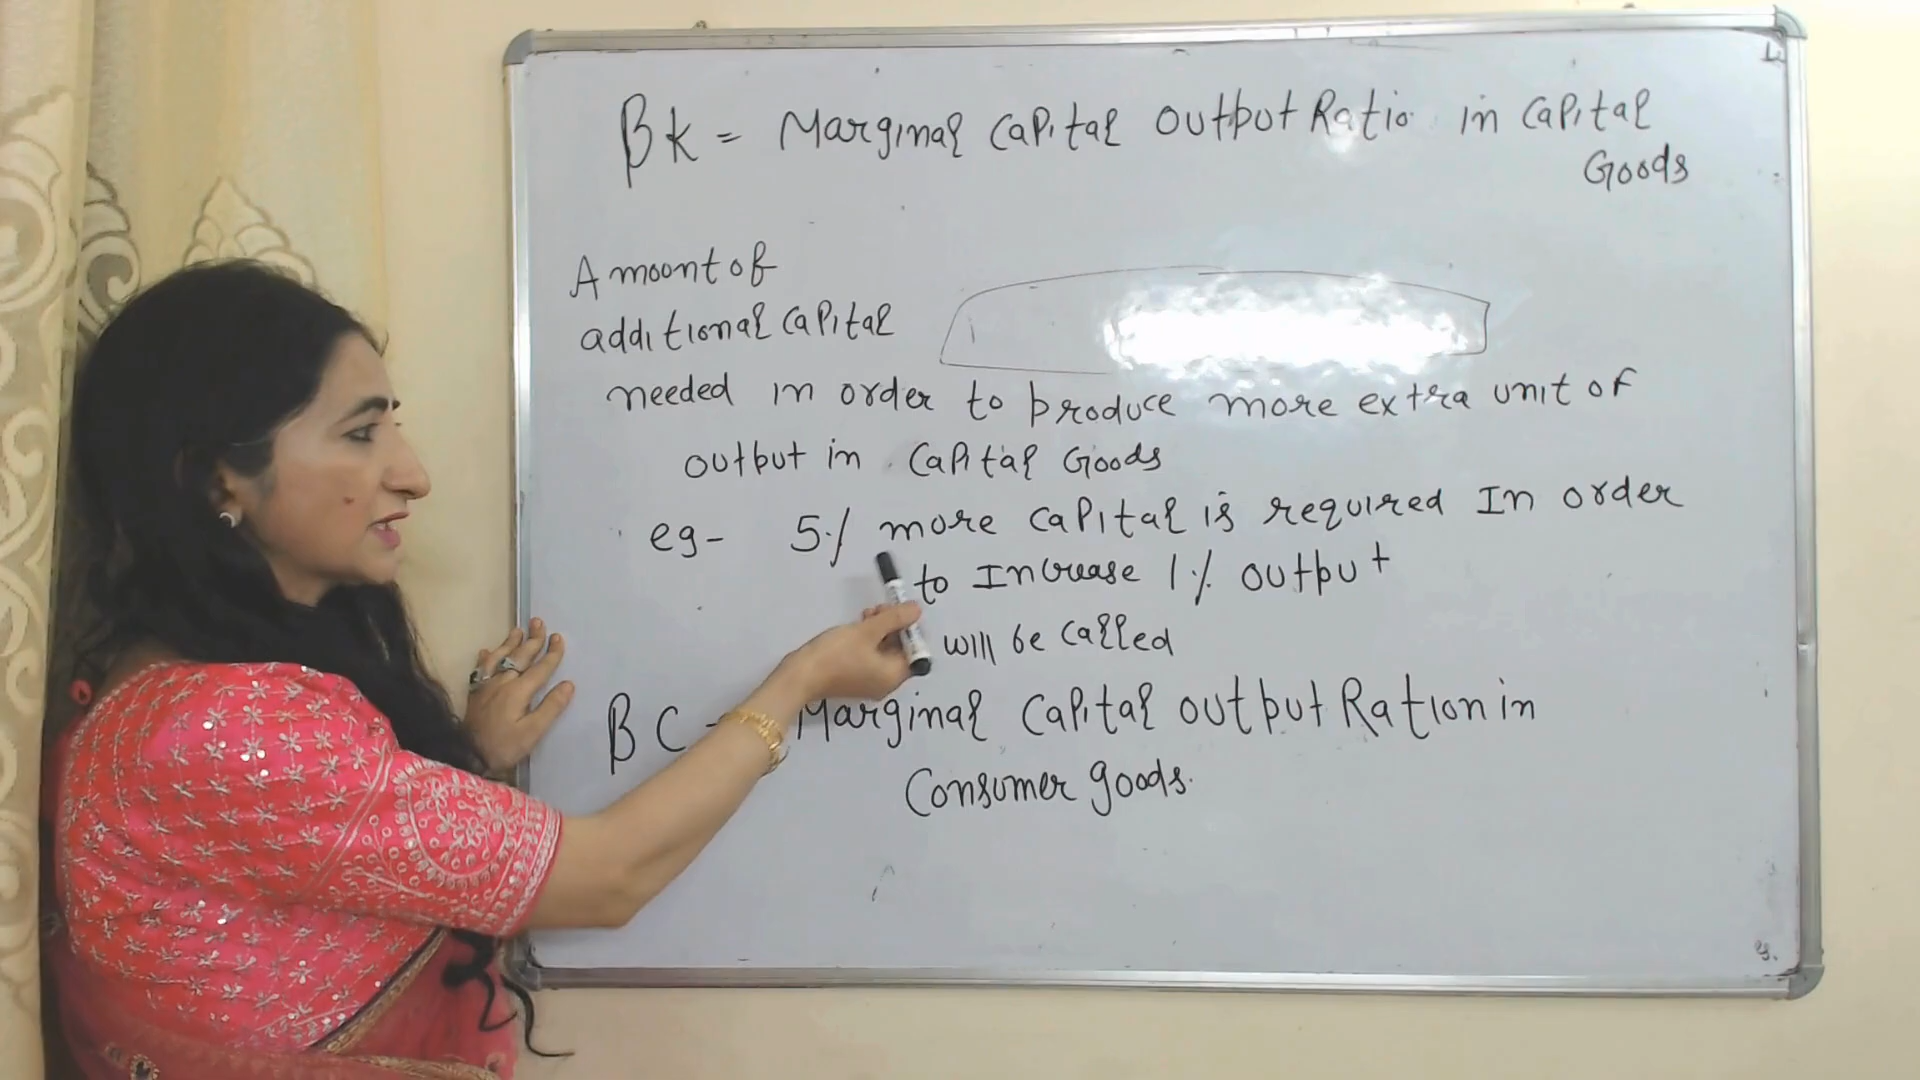 βk = Marginal Capital Output Ratio in Capital
Goods
Amoont of
additional capital
needed in order to produce more extra unit of
output in Capital Goods
eg- 5% more capital is required In order
to Increase 1% output
will be called
βC - Marginal Capital output Ration in
Consumer goods.